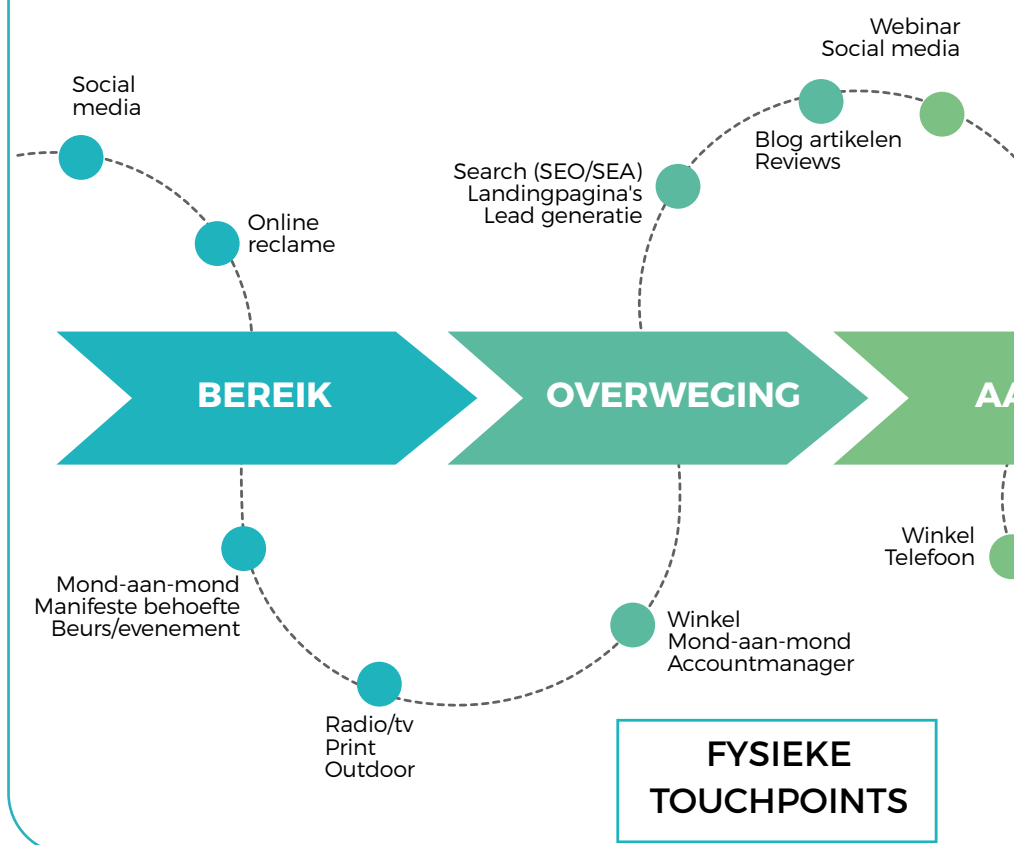 Webinar
Social media
Social
media
Blog artikelen
Reviews
Search (SEO/SEA)
Landingpagina's
Lead generatie
Online
reclame
BEREIK
OVERWEGING
AA
Winkel
Telefoon
Mond-aan-mond
Manifeste behoefte
Beurs/evenement
Winkel
Mond-aan-mond
Accountmanager
Radio/tv
Print
Outdoor
FYSIEKE
TOUCHPOINTS